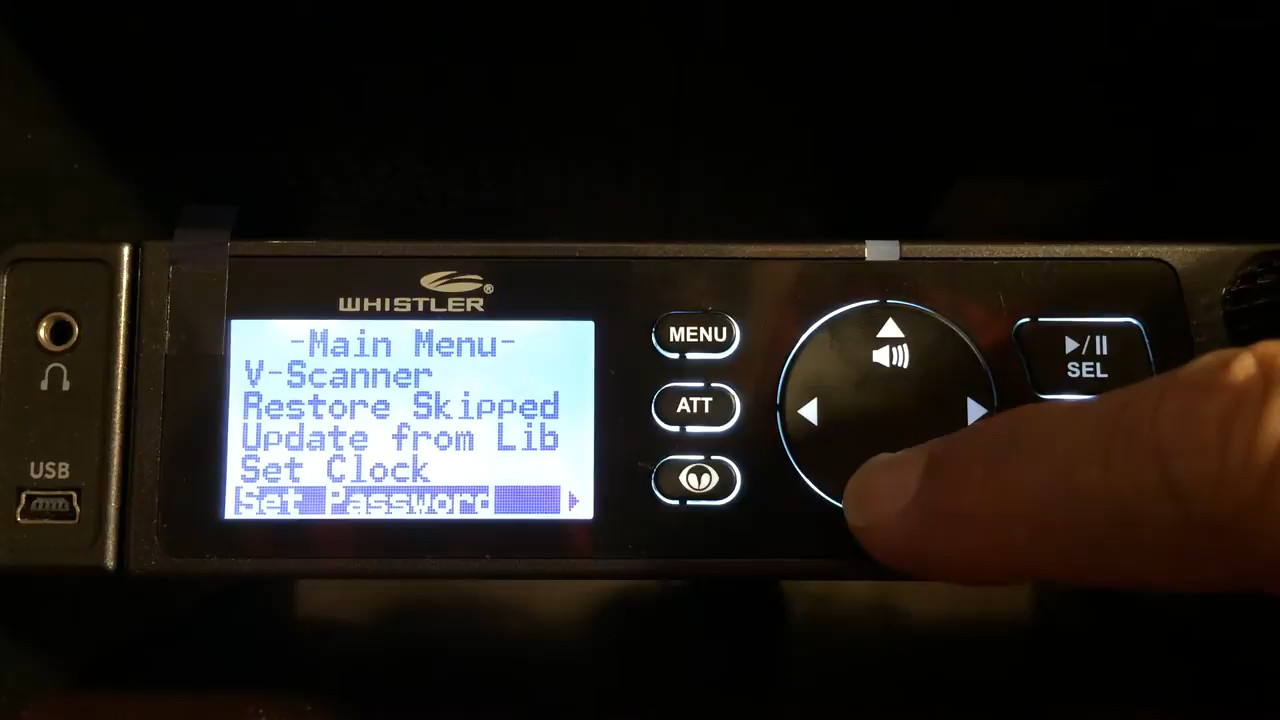 WHISTLER®
-Main Menu-
V-Scanner
Restore Skipped
Update from Lib
Set Clock
Set Password
MENU
ATT
SEL
USB